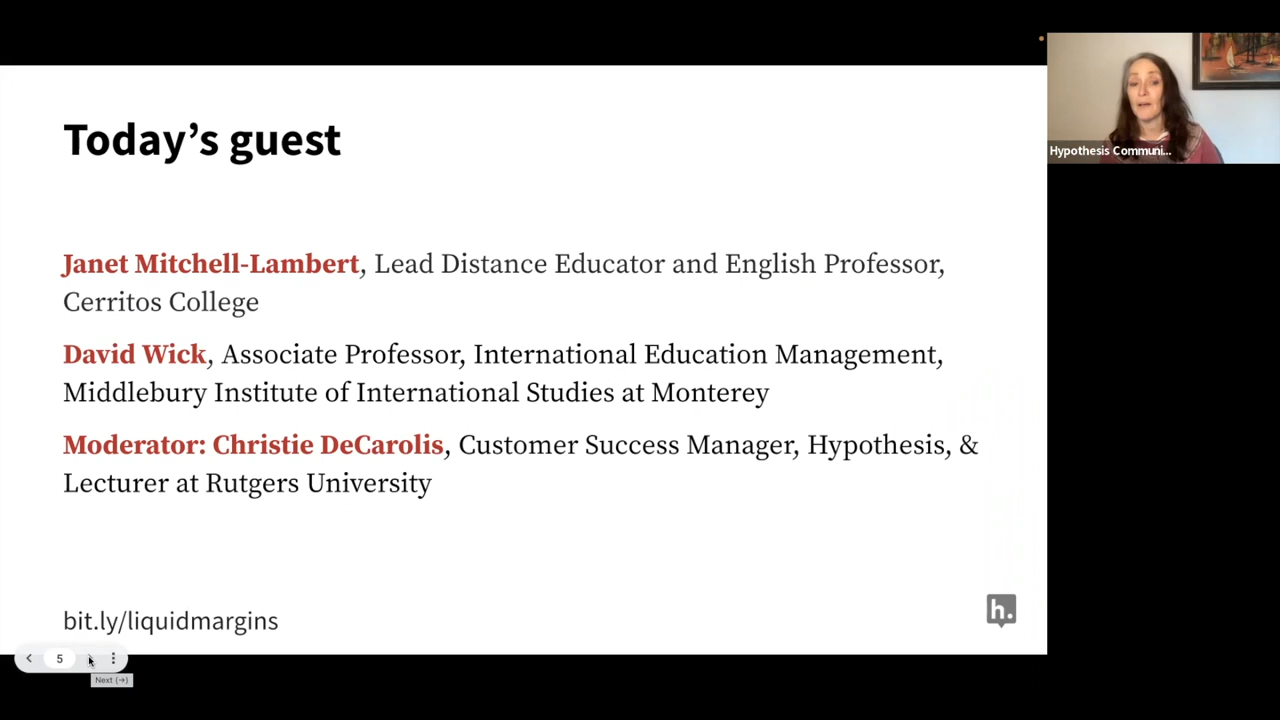 Today's guest
Janet Mitchell-Lambert, Lead Distance Educator and English Professor,
Cerritos College
David Wick, Associate Professor, International Education Management,
Middlebury Institute of International Studies at Monterey
Moderator: Christie DeCarolis, Customer Success Manager, Hypothesis, &
Lecturer at Rutgers University
bit.ly/liquidmargins
h.
5
Next (→)
Hypothesis Communi...